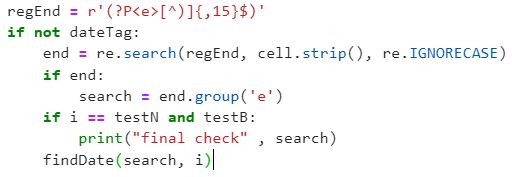 regEnd = r'(?P<e>[^)]{,15}$)'
if not dateTag:
    end = re.search(regEnd, cell.strip(), re.IGNORECASE)
    if end:
        search = end.group('e')
    if i == testN and testB:
        print("final check" , search)
    findDate(search, i)